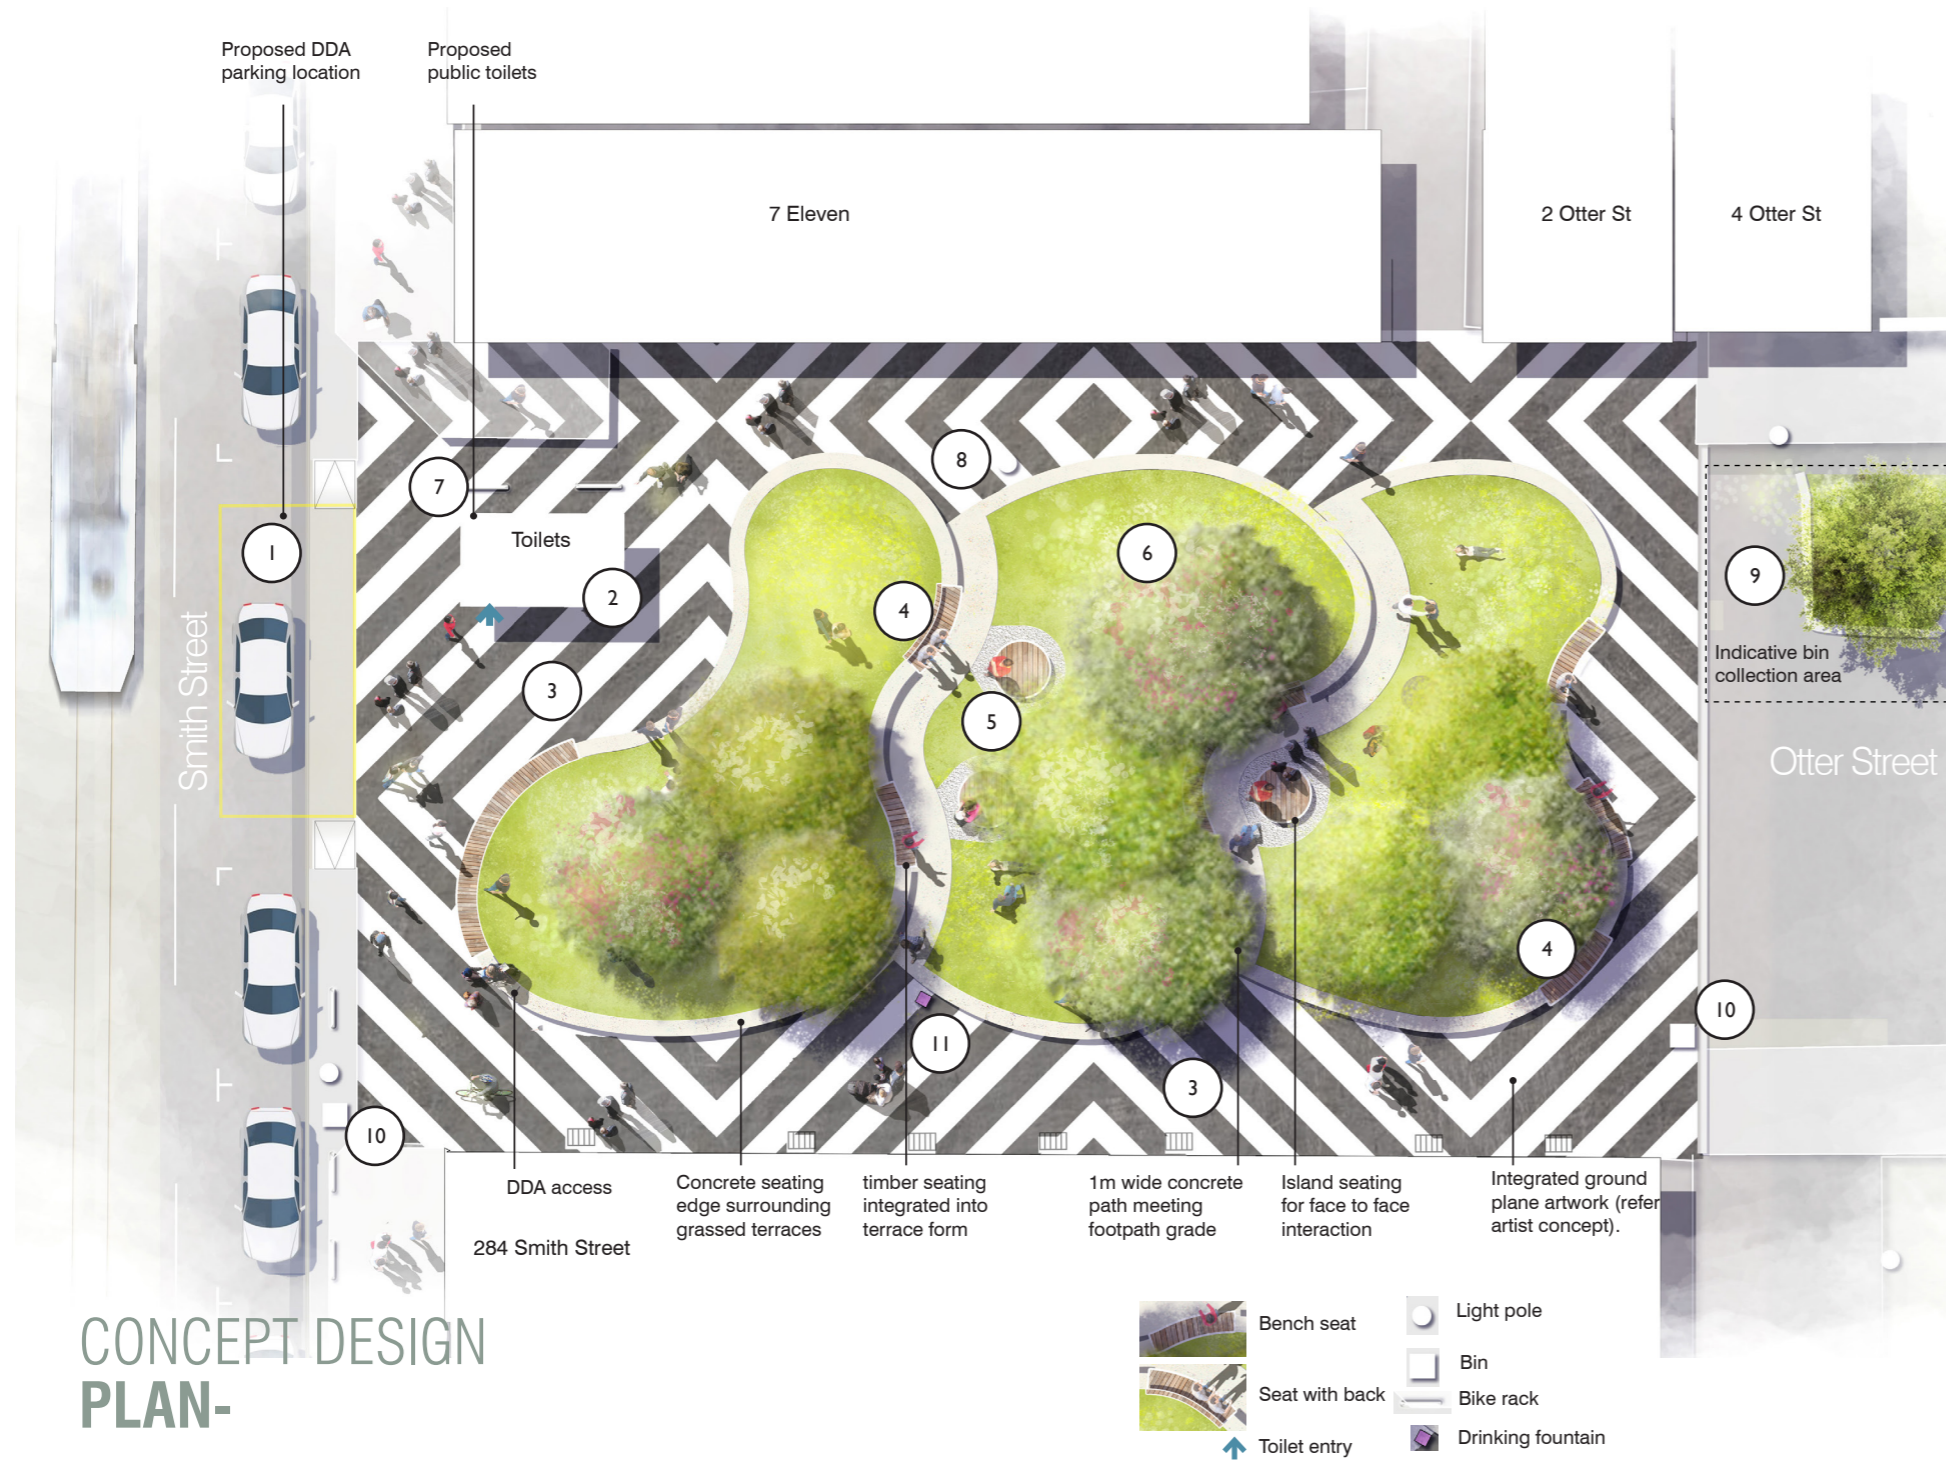 Proposed DDA
parking location
Proposed
public toilets
7 Eleven
2 Otter St
4 Otter St
8
7
Toilets
1
6
9
2
4
Indicative bin
collection area
3
5
Smith Street
Otter Street
4
10
11
3
10
DDA access
284 Smith Street
Concrete seating
edge surrounding
grassed terraces
timber seating
integrated into
terrace form
1m wide concrete
path meeting
footpath grade
Island seating
for face to face
interaction
Integrated ground
plane artwork (refer
artist concept).
CONCEPT DESIGN
PLAN-
Bench seat
Seat with back
Toilet entry
Light pole
Bin
Bike rack
Drinking fountain